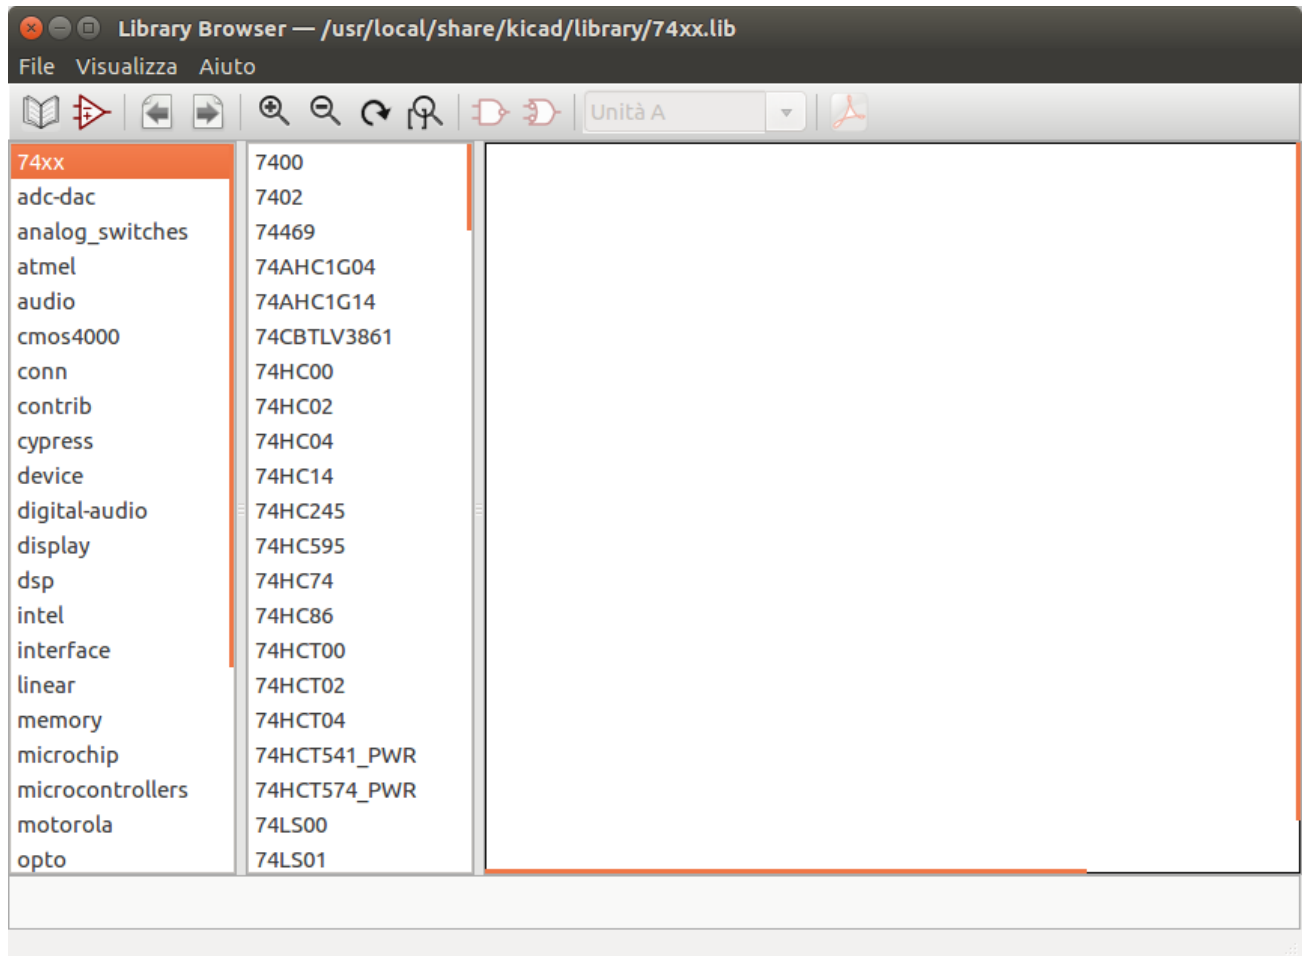 Library Browser — /usr/local/share/kicad/library/74xx.lib
File Visualizza Aiuto
Unità A
74xx
adc-dac
analog_switches
atmel
audio
cmos4000
conn
contrib
cypress
device
digital-audio
display
dsp
intel
interface
linear
memory
microchip
microcontrollers
motorola
opto
7400
7402
74469
74AHC1G04
74AHC1G14
74CBTLV3861
74HC00
74HC02
74HC04
74HC14
74HC245
74HC595
74HC74
74HC86
74HCT00
74HCT02
74HCT04
74HCT541_PWR
74HCT574_PWR
74LS00
74LS01